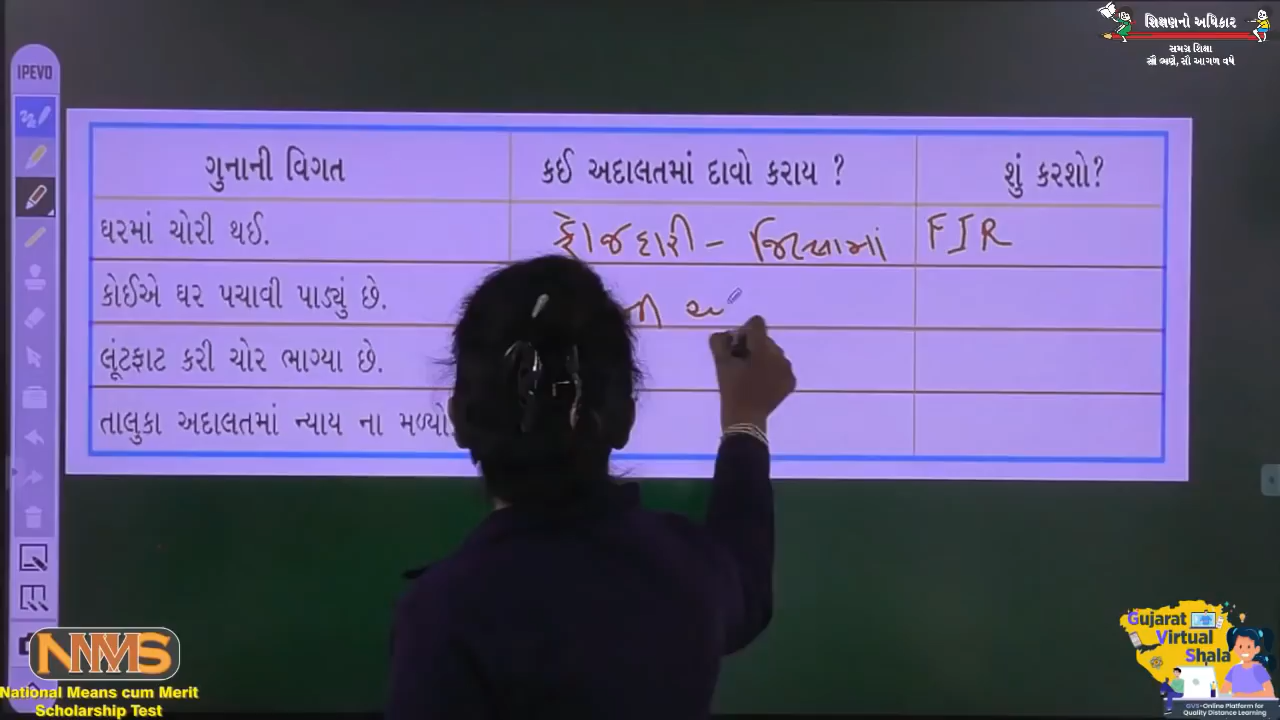 શિક્ષણનો અધિકાર
સમગ્ર શિક્ષા
સૌ ભણે, સૌ આગળ વધે
IPEVO
ગુનાની વિગત કઈ અદાલતમાં દાવો કરાય ? શું કરશો?
ઘરમાં ચોરી થઈ. ફોજદારી - જિલ્લામાં FIR
કોઈએ ઘર પચાવી પાડ્યું છે.
લૂંટફાટ કરી ચોર ભાગ્યા છે.
તાલુકા અદાલતમાં ન્યાય ના મળ્યો.
NMMS
National Means cum Merit
Scholarship Test
Gujarat
Virtual
Shala
GVS-Online Platform for
Quality Distance Learning